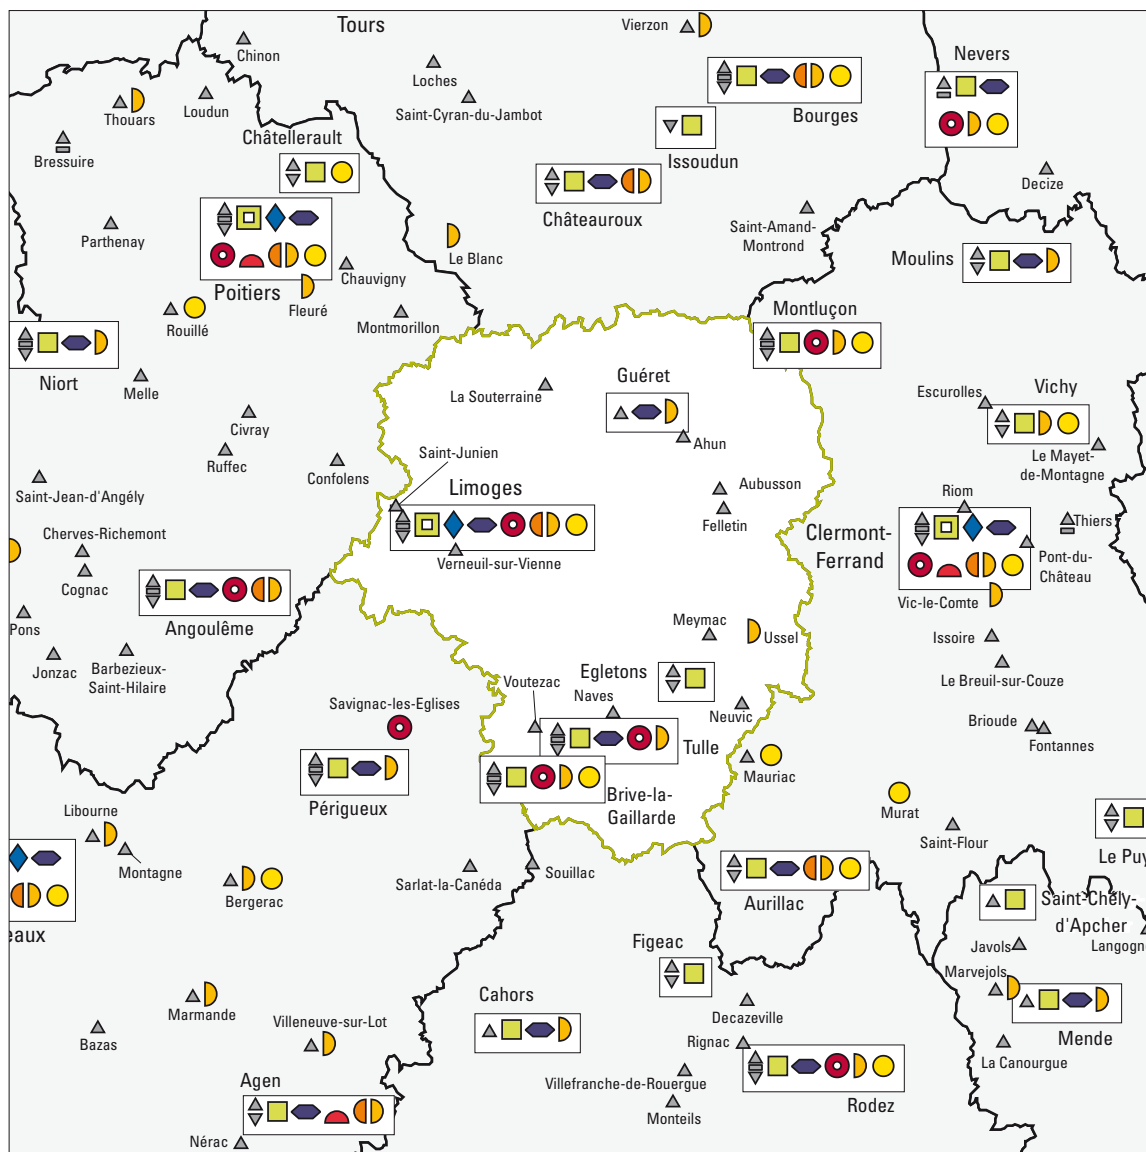 Tours
Vierzon
Chinon
Nevers
Loches
Thouars
Loudun
Saint-Cyran-du-Jambot
Bourges
Châtellerault
Bressuire
Issoudun
Decize
Châteauroux
Parthenay
Saint-Amand-
Montrond
Le Blanc
Moulins
Chauvigny
Poitiers
Fleuré
Rouillé
Montmorillon
Montluçon
Niort
Melle
La Souterraine
Guéret
Escurolles
Vichy
Civray
Ruffec
Ahun
Saint-Junien
Le Mayet-
de-Montagne
Confolens
Saint-Jean-d'Angély
Limoges
Aubusson
Riom
Felletin
Cherves-Richemont
Clermont-
Ferrand
Thiers
Pont-du-
Château
Verneuil-sur-Vienne
Cognac
Vic-le-Comte
Pons
Angoulême
Meymac
Ussel
Issoire
Jonzac
Barbezieux-
Saint-Hilaire
Egletons
Voutezac
Naves
Le Breuil-sur-Couze
Savignac-les-Eglises
Neuvic
Brioude
Fontannes
Tulle
Mauriac
Périgueux
Brive-la-
Gaillarde
Murat
Libourne
Saint-Flour
Le Puy
Montagne
Souillac
Sarlat-la-Canéda
Bergerac
Aurillac
Saint-Chély-
d'Apcher
eaux
Figeac
Javols
Langogne
Marvejols
Cahors
Marmande
Decazeville
Villeneuve-sur-Lot
Bazas
Mende
Rignac
La Canourgue
Agen
Villefranche-de-Rouergue
Rodez
Monteils
Nérac